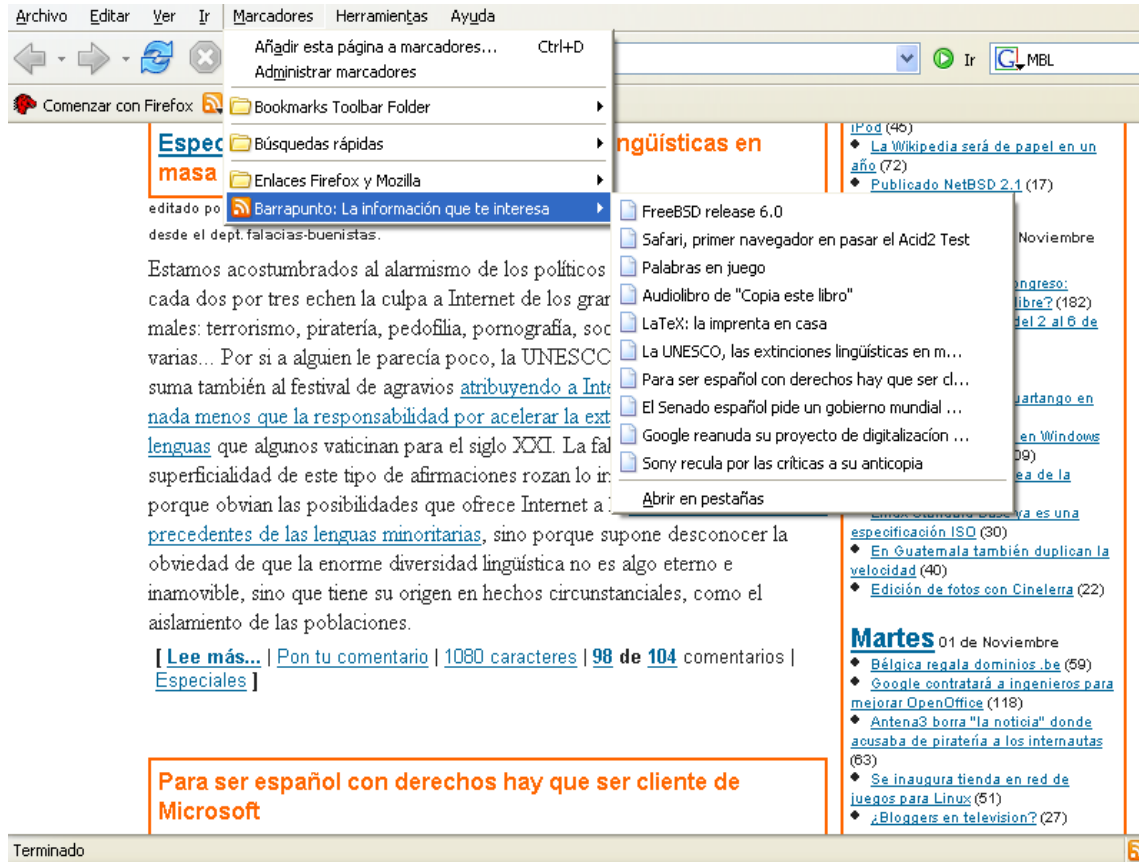 Archivo Editar Ver Ir Marcadores Herramientas Ayuda
Añadir esta página a marcadores... Ctrl+D
Administrar marcadores
Bookmarks Toolbar Folder
Búsquedas rápidas
Enlaces Firefox y Mozilla
Barrapunto: La información que te interesa
Ir G MBL
Comenzar con Firefox
FreeBSD release 6.0
Safari, primer navegador en pasar el Acid2 Test
Palabras en juego
Audiolibro de "Copia este libro"
LaTeX: la imprenta en casa
La UNESCO, las extinciones lingüísticas en m...
Para ser español con derechos hay que ser cl...
El Senado español pide un gobierno mundial ...
Google reanuda su proyecto de digitalizacíon ...
Sony recula por las críticas a su anticopia
Abrir en pestañas
ngüísticas en
masa
editado po
desde el dept. falacias-buenistas.
Estamos acostumbrados al alarmismo de los políticos
cada dos por tres echen la culpa a Internet de los
males: terrorismo, piratería, pedofilia, pornografía,
varias... Por si a alguien le parecía poco, la UNESCO
suma también al festival de agravios atribuyendo a
nada menos que la responsabilidad por acelerar la
lenguas que algunos vaticinan para el siglo XXI. La
superficialidad de este tipo de afirmaciones rozan lo
porque obvian las posibilidades que ofrece Internet a
precedentes de las lenguas minoritarias, sino porque supone desconocer la
obviedad de que la enorme diversidad lingüística no es algo eterno e
inamovible, sino que tiene su origen en hechos circunstanciales, como el
aislamiento de las poblaciones.
[ Lee más... | Pon tu comentario | 1080 caracteres | 98 de 104 comentarios |
Especiales ]
Para ser español con derechos hay que ser cliente de
Microsoft
iPod (46)
La Wikipedia será de papel en un
año (72)
Publicado NetBSD 2.1 (17)
Noviembre
ongreso:
libre? (182)
del 2 al 6 de
uartango en
en Windows
09)
ea de la
Linux Standard Base ya es una
especificación ISO (30)
En Guatemala también duplican la
velocidad (40)
Edición de fotos con Cinelerra (22)
Martes 01 de Noviembre
Bélgica regala dominios .be (59)
Google contratará a ingenieros para
mejorar OpenOffice (118)
Antena3 borra "la noticia" donde
acusaba de piratería a los internautas
(63)
Se inaugura tienda en red de
juegos para Linux (51)
¿Bloggers en television? (27)
Terminado